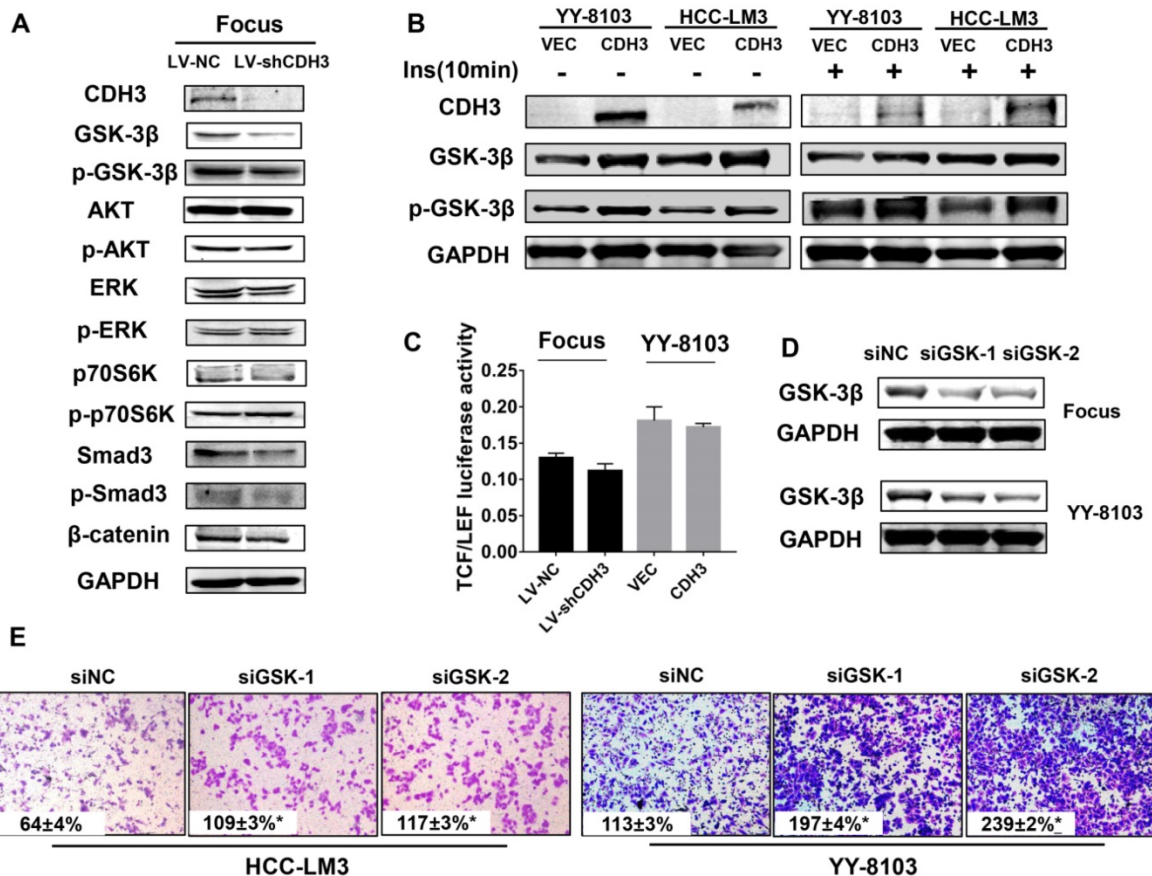 A
Focus
LV-NC LV-shCDH3
CDH3
GSK-3β
p-GSK-3β
AKT
p-AKT
ERK
p-ERK
p70S6K
p-p70S6K
Smad3
p-Smad3
β-catenin
GAPDH
B
YY-8103 HCC-LM3 YY-8103 HCC-LM3
VEC CDH3 VEC CDH3 VEC CDH3 VEC CDH3
Ins(10min) - - - - + + + +
CDH3
GSK-3β
p-GSK-3β
GAPDH
C
Focus YY-8103
TCF/LEF luciferase activity
0.25
0.20
0.15
0.10
0.05
0.00
LV-NC
LV-shCDH3
VEC
CDH3
D
siNC siGSK-1 siGSK-2
GSK-3β
Focus
GAPDH
GSK-3β
YY-8103
GAPDH
E
siNC siGSK-1 siGSK-2 siNC siGSK-1 siGSK-2
64±4% 109±3%* 117±3%* 113±3% 197±4%* 239±2%*
HCC-LM3 YY-8103